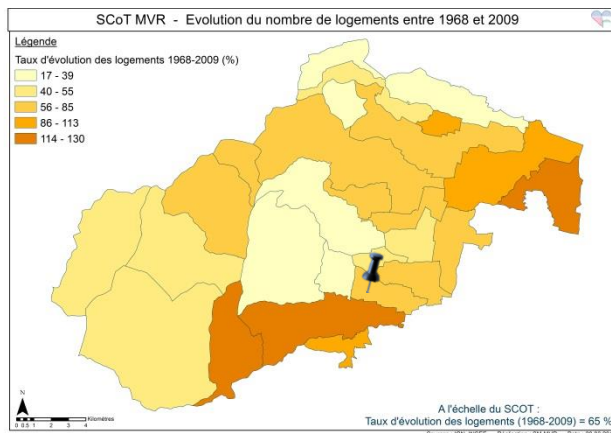 SCoT MVR - Evolution du nombre de logements entre 1968 et 2009
Légende
Taux d'évolution des logements 1968-2009 (%)
17 - 39
40 - 55
56 - 85
86 - 113
114 - 130
N
0 0,5 1 2 3 4
Kilomètres
A l'échelle du SCOT :
Taux d'évolution des logements (1968-2009) = 65 %